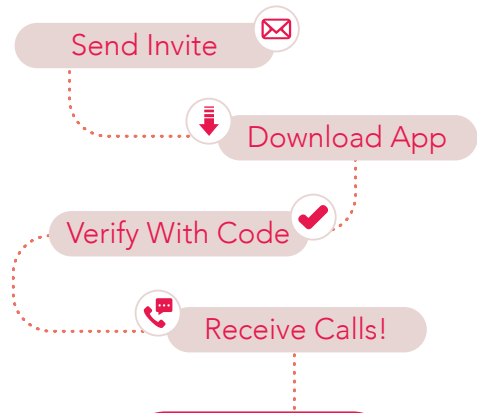 Send Invite
Download App
Verify With Code
Receive Calls!